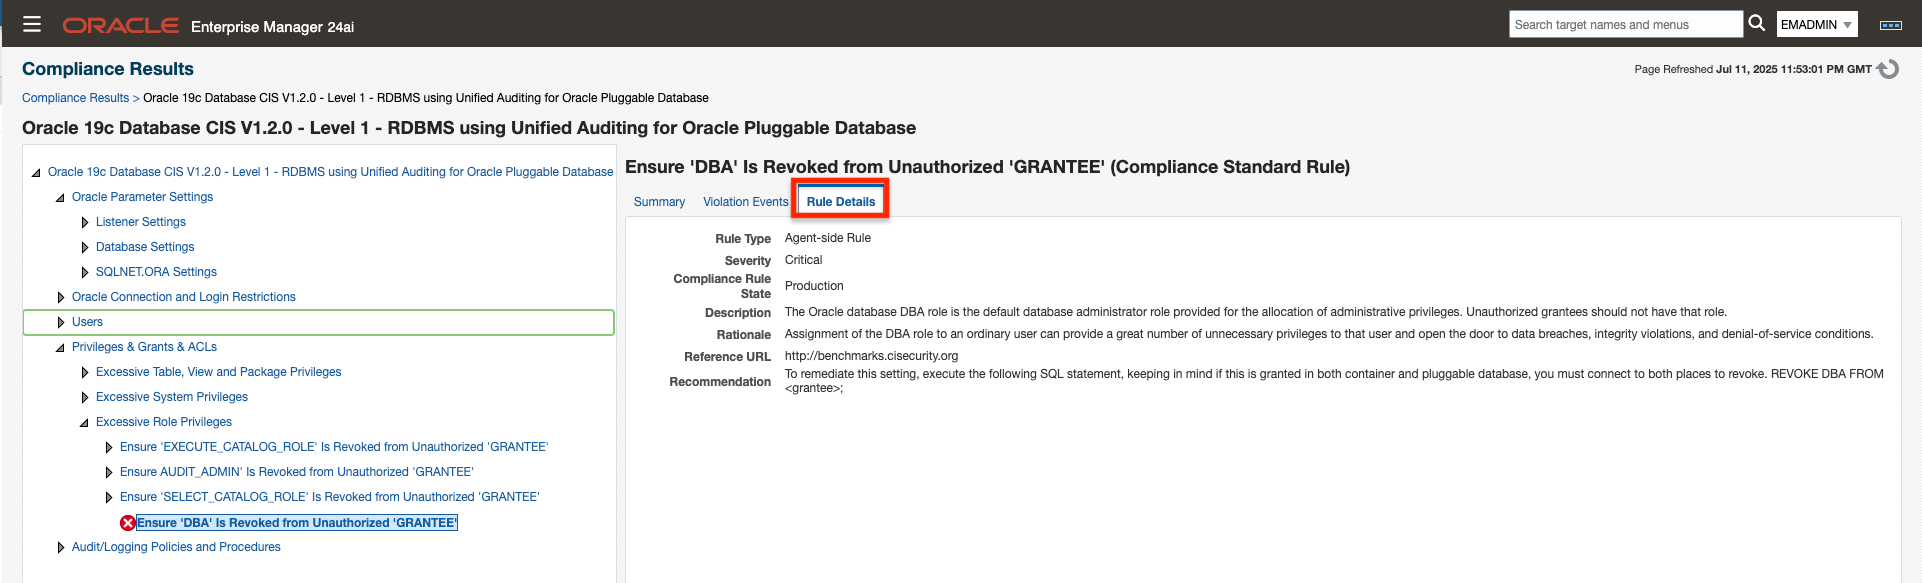 ORACLE Enterprise Manager 24ai
Search target names and menus
EMADMIN
Compliance Results
Page Refreshed Jul 11, 2025 11:53:01 PM GMT
Compliance Results > Oracle 19c Database CIS V1.2.0 - Level 1 - RDBMS using Unified Auditing for Oracle Pluggable Database
Oracle 19c Database CIS V1.2.0 - Level 1 - RDBMS using Unified Auditing for Oracle Pluggable Database
Oracle 19c Database CIS V1.2.0 - Level 1 - RDBMS using Unified Auditing for Oracle Pluggable Database
Oracle Parameter Settings
Listener Settings
Database Settings
SQLNET.ORA Settings
Oracle Connection and Login Restrictions
Users
Privileges & Grants & ACLs
Excessive Table, View and Package Privileges
Excessive System Privileges
Excessive Role Privileges
Ensure 'EXECUTE_CATALOG_ROLE' Is Revoked from Unauthorized 'GRANTEE'
Ensure AUDIT_ADMIN' Is Revoked from Unauthorized 'GRANTEE'
Ensure 'SELECT_CATALOG_ROLE' Is Revoked from Unauthorized 'GRANTEE'
Ensure 'DBA' Is Revoked from Unauthorized 'GRANTEE'
Audit/Logging Policies and Procedures
Ensure 'DBA' Is Revoked from Unauthorized 'GRANTEE' (Compliance Standard Rule)
Summary Violation Events Rule Details
Rule Type Agent-side Rule
Severity Critical
Compliance Rule State Production
Description The Oracle database DBA role is the default database administrator role provided for the allocation of administrative privileges. Unauthorized grantees should not have that role.
Rationale Assignment of the DBA role to an ordinary user can provide a great number of unnecessary privileges to that user and open the door to data breaches, integrity violations, and denial-of-service conditions.
Reference URL http://benchmarks.cisecurity.org
Recommendation To remediate this setting, execute the following SQL statement, keeping in mind if this is granted in both container and pluggable database, you must connect to both places to revoke. REVOKE DBA FROM
<grantee>;